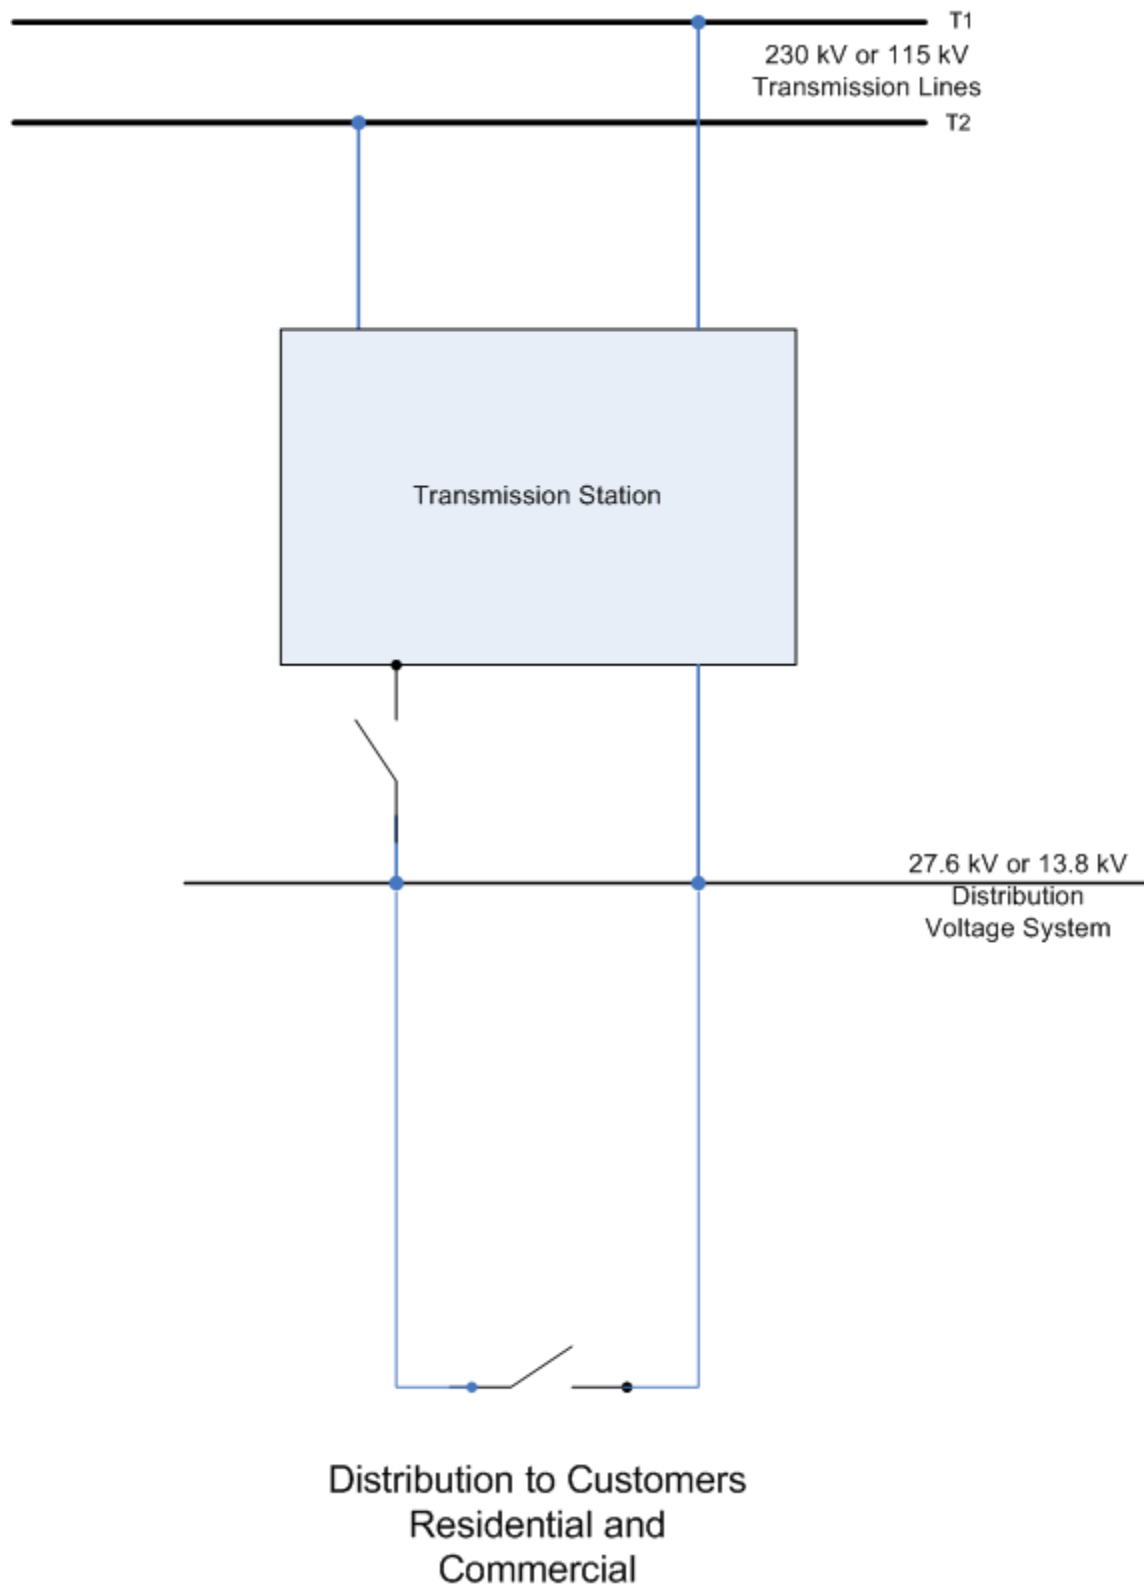 T1
230 kV or 115 kV
Transmission Lines
T2
Transmission Station
27.6 kV or 13.8 kV
Distribution
Voltage System
Distribution to Customers
Residential and
Commercial